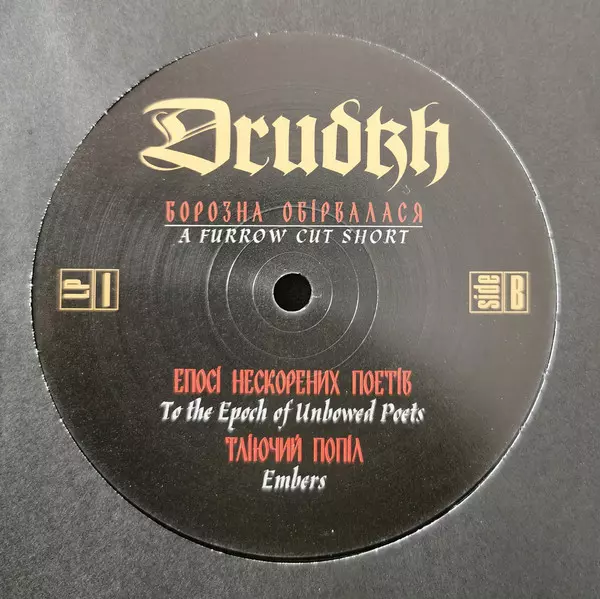 Drudkh
БОРОЗНА ОБІРВАЛАСЯ
A FURROW CUT SHORT
LP 1
side B
ЕПОСІ НЕСКОРЕНИХ ПОЕТІВ
To the Epoch of Unbowed Poets
ТЛІЮЧИЙ ПОПІЛ
Embers